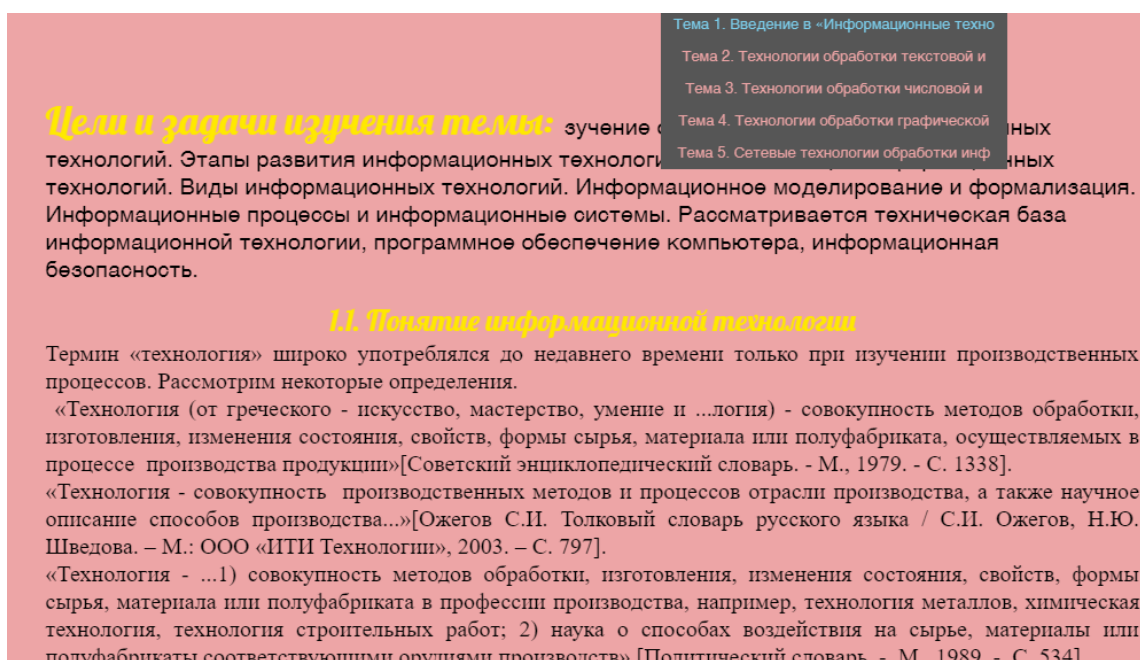 Тема 1. Введение в «Информационные техно
Тема 2. Технологии обработки текстовой и
Тема 3. Технологии обработки числовой и
Тема 4. Технологии обработки графической
Тема 5. Сетевые технологии обработки инф
Цели и задачи изучения темы: зучение
технологий. Этапы развития информационных
технологий. Виды информационных технологий. Информационное моделирование и формализация.
Информационные процессы и информационные системы. Рассматривается техническая база
информационной технологии, программное обеспечение компьютера, информационная
безопасность.
1.1. Понятие информационной технологии
Термин «технология» широко употреблялся до недавнего времени только при изучении производственных
процессов. Рассмотрим некоторые определения.
«Технология (от греческого - искусство, мастерство, умение и ...логия) - совокупность методов обработки,
изготовления, изменения состояния, свойств, формы сырья, материала или полуфабриката, осуществляемых в
процессе производства продукции»[Советский энциклопедический словарь. - М., 1979. - С. 1338].
«Технология - совокупность производственных методов и процессов отрасли производства, а также научное
описание способов производства...»[Ожегов С.И. Толковый словарь русского языка / С.И. Ожегов, Н.Ю.
Шведова. – М.: ООО «ИТИ Технологии», 2003. – С. 797].
«Технология - ...1) совокупность методов обработки, изготовления, изменения состояния, свойств, формы
сырья, материала или полуфабриката в профессии производства, например, технология металлов, химическая
технология, технология строительных работ; 2) наука о способах воздействия на сырье, материалы или
полуфабрикаты соответствующими орудиями производств» [Политический словарь. - М., 1989. - С. 534]